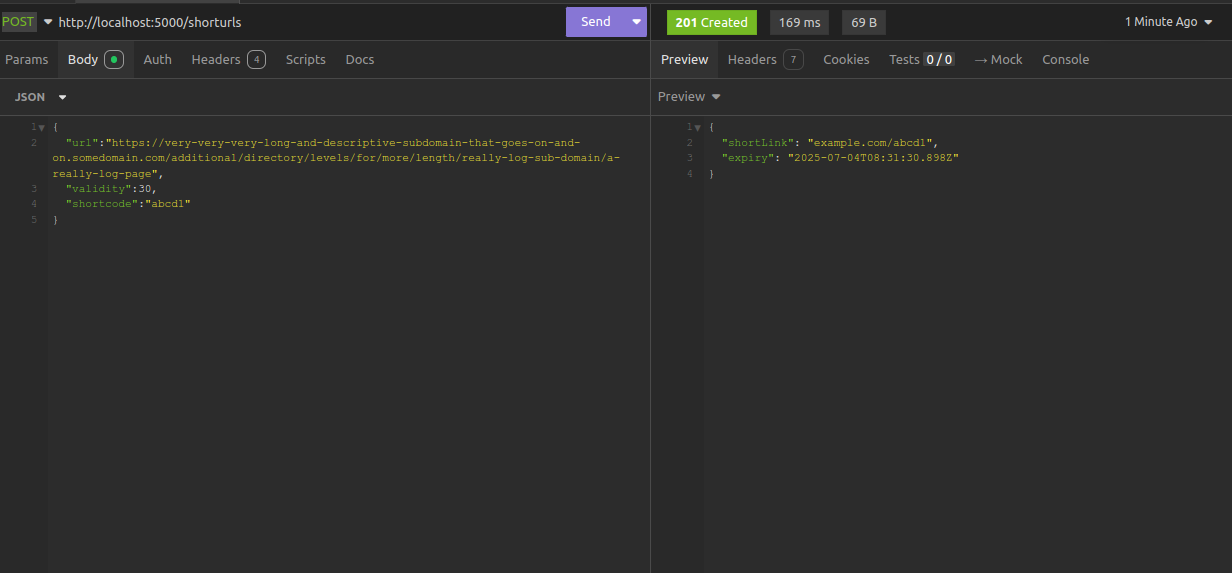 POST http://localhost:5000/shorturls Send 201 Created 169 ms 69 B 1 Minute Ago
Params Body Auth Headers 4 Scripts Docs Preview Headers 7 Cookies Tests 0 / 0 → Mock Console
JSON Preview
1 {
2 "url":"https://very-very-very-long-and-descriptive-subdomain-that-goes-on-and-
on.somedomain.com/additional/directory/levels/for/more/length/really-log-sub-domain/a-
really-log-page",
3 "validity":30,
4 "shortcode":"abcd1"
5 }
1 {
2 "shortLink": "example.com/abcd1",
3 "expiry": "2025-07-04T08:31:30.898Z"
4 }